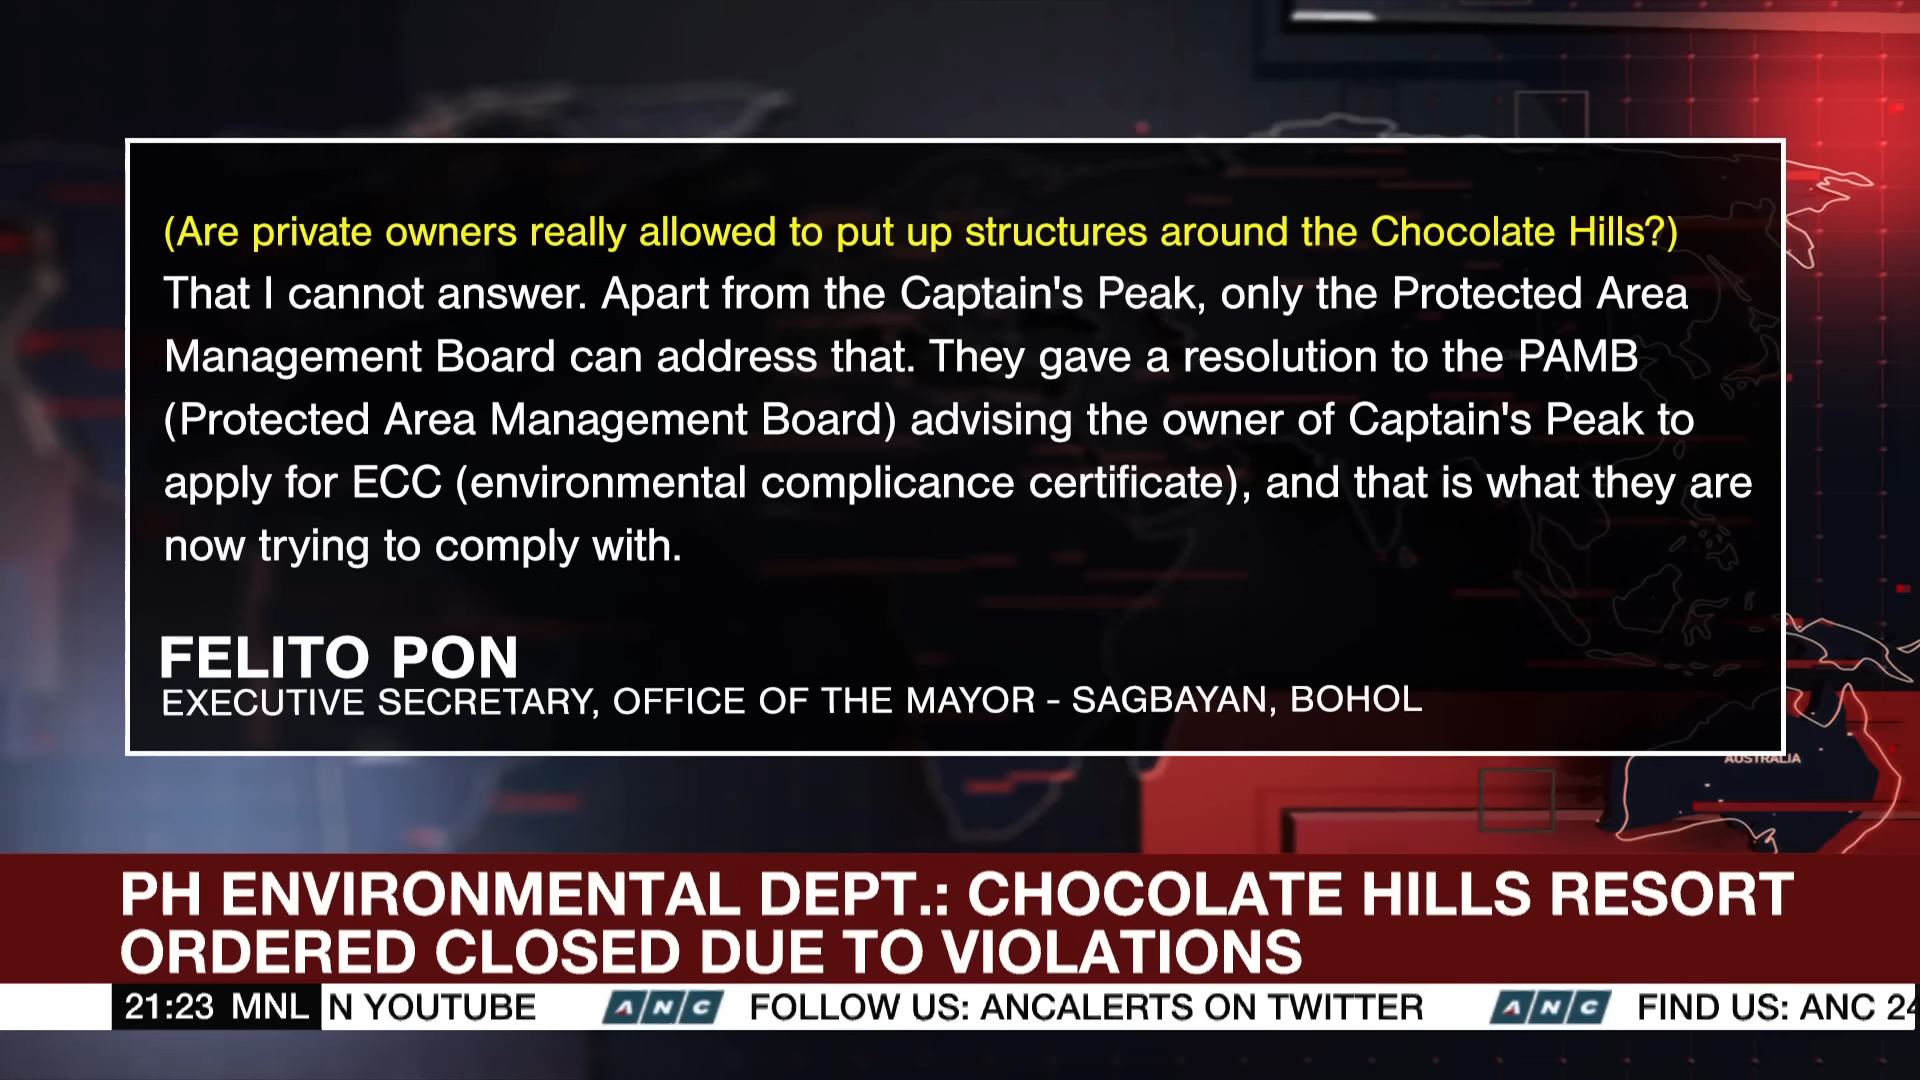 (Are private owners really allowed to put up structures around the Chocolate Hills?)
That I cannot answer. Apart from the Captain's Peak, only the Protected Area
Management Board can address that. They gave a resolution to the PAMB
(Protected Area Management Board) advising the owner of Captain's Peak to
apply for ECC (environmental complicance certificate), and that is what they are
now trying to comply with.
FELITO PON
EXECUTIVE SECRETARY, OFFICE OF THE MAYOR - SAGBAYAN, BOHOL
AUSTRALIA
PH ENVIRONMENTAL DEPT.: CHOCOLATE HILLS RESORT
ORDERED CLOSED DUE TO VIOLATIONS
21:23 MNL N YOUTUBE ANC FOLLOW US: ANCALERTS ON TWITTER ANC FIND US: ANC 24